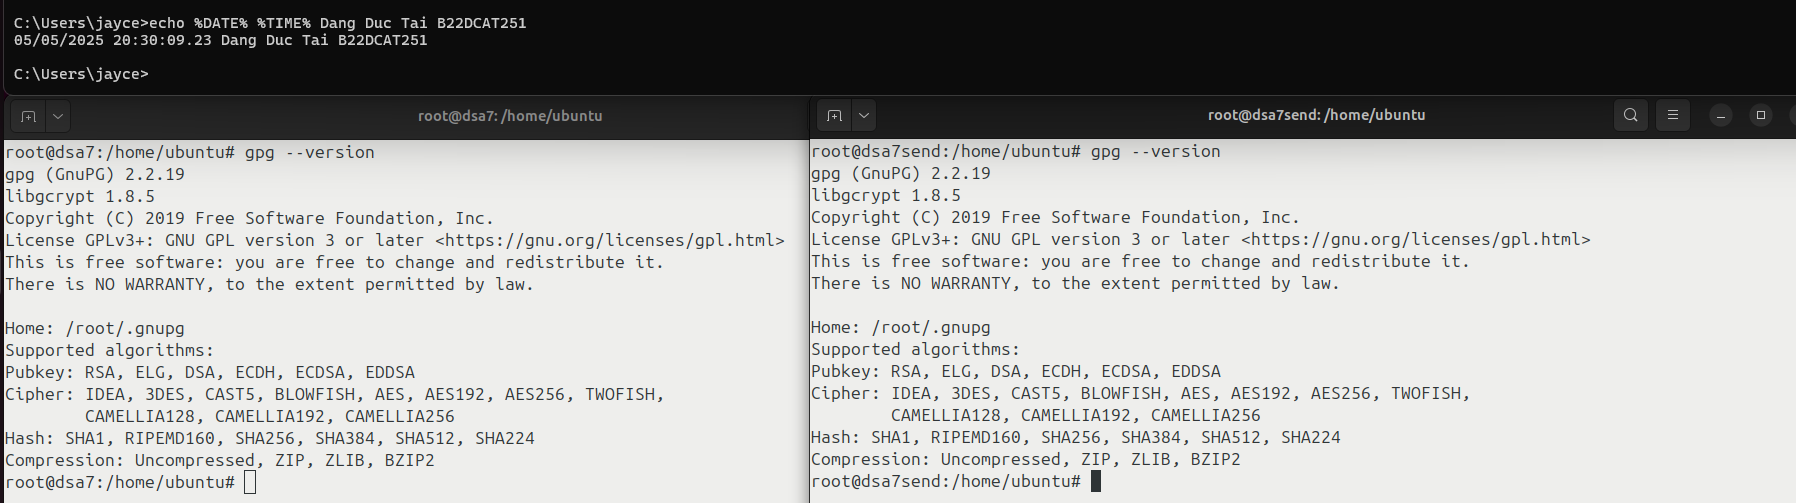 C:\Users\jayce>echo %DATE% %TIME% Dang Duc Tai B22DCAT251
05/05/2025 20:30:09.23 Dang Duc Tai B22DCAT251
C:\Users\jayce>
root@dsa7: /home/ubuntu
root@dsa7:/home/ubuntu# gpg --version
gpg (GnuPG) 2.2.19
libgcrypt 1.8.5
Copyright (C) 2019 Free Software Foundation, Inc.
License GPLv3+: GNU GPL version 3 or later <https://gnu.org/licenses/gpl.html>
This is free software: you are free to change and redistribute it.
There is NO WARRANTY, to the extent permitted by law.
Home: /root/.gnupg
Supported algorithms:
Pubkey: RSA, ELG, DSA, ECDH, ECDSA, EDDSA
Cipher: IDEA, 3DES, CAST5, BLOWFISH, AES, AES192, AES256, TWOFISH,
CAMELLIA128, CAMELLIA192, CAMELLIA256
Hash: SHA1, RIPEMD160, SHA256, SHA384, SHA512, SHA224
Compression: Uncompressed, ZIP, ZLIB, BZIP2
root@dsa7:/home/ubuntu#
root@dsa7send: /home/ubuntu
root@dsa7send:/home/ubuntu# gpg --version
gpg (GnuPG) 2.2.19
libgcrypt 1.8.5
Copyright (C) 2019 Free Software Foundation, Inc.
License GPLv3+: GNU GPL version 3 or later <https://gnu.org/licenses/gpl.html>
This is free software: you are free to change and redistribute it.
There is NO WARRANTY, to the extent permitted by law.
Home: /root/.gnupg
Supported algorithms:
Pubkey: RSA, ELG, DSA, ECDH, ECDSA, EDDSA
Cipher: IDEA, 3DES, CAST5, BLOWFISH, AES, AES192, AES256, TWOFISH,
CAMELLIA128, CAMELLIA192, CAMELLIA256
Hash: SHA1, RIPEMD160, SHA256, SHA384, SHA512, SHA224
Compression: Uncompressed, ZIP, ZLIB, BZIP2
root@dsa7send:/home/ubuntu#